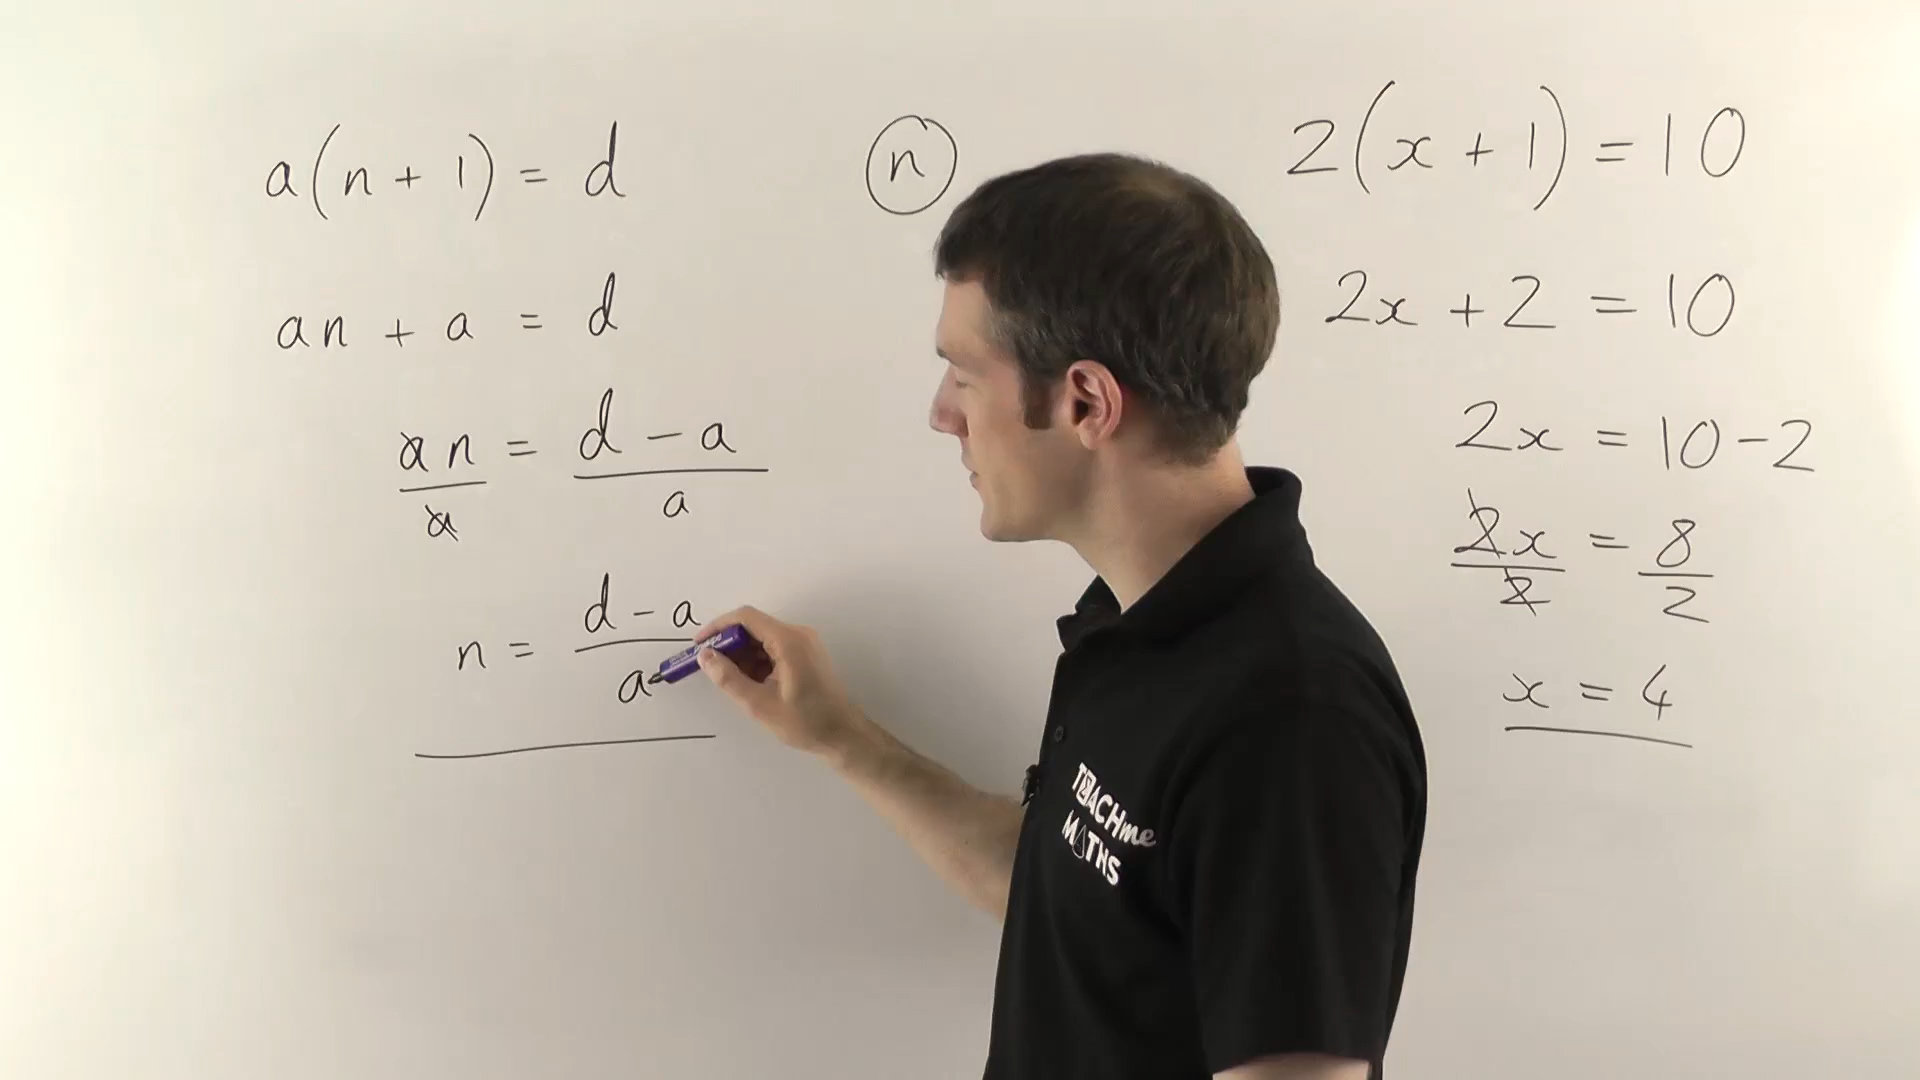 a(n + 1) = d
an + a = d
an/a = d - a/a
n = d - a/a
n
2(x + 1) = 10
2x + 2 = 10
2x = 10 - 2
2x/2 = 8/2
x = 4
TEACHme
MATHS